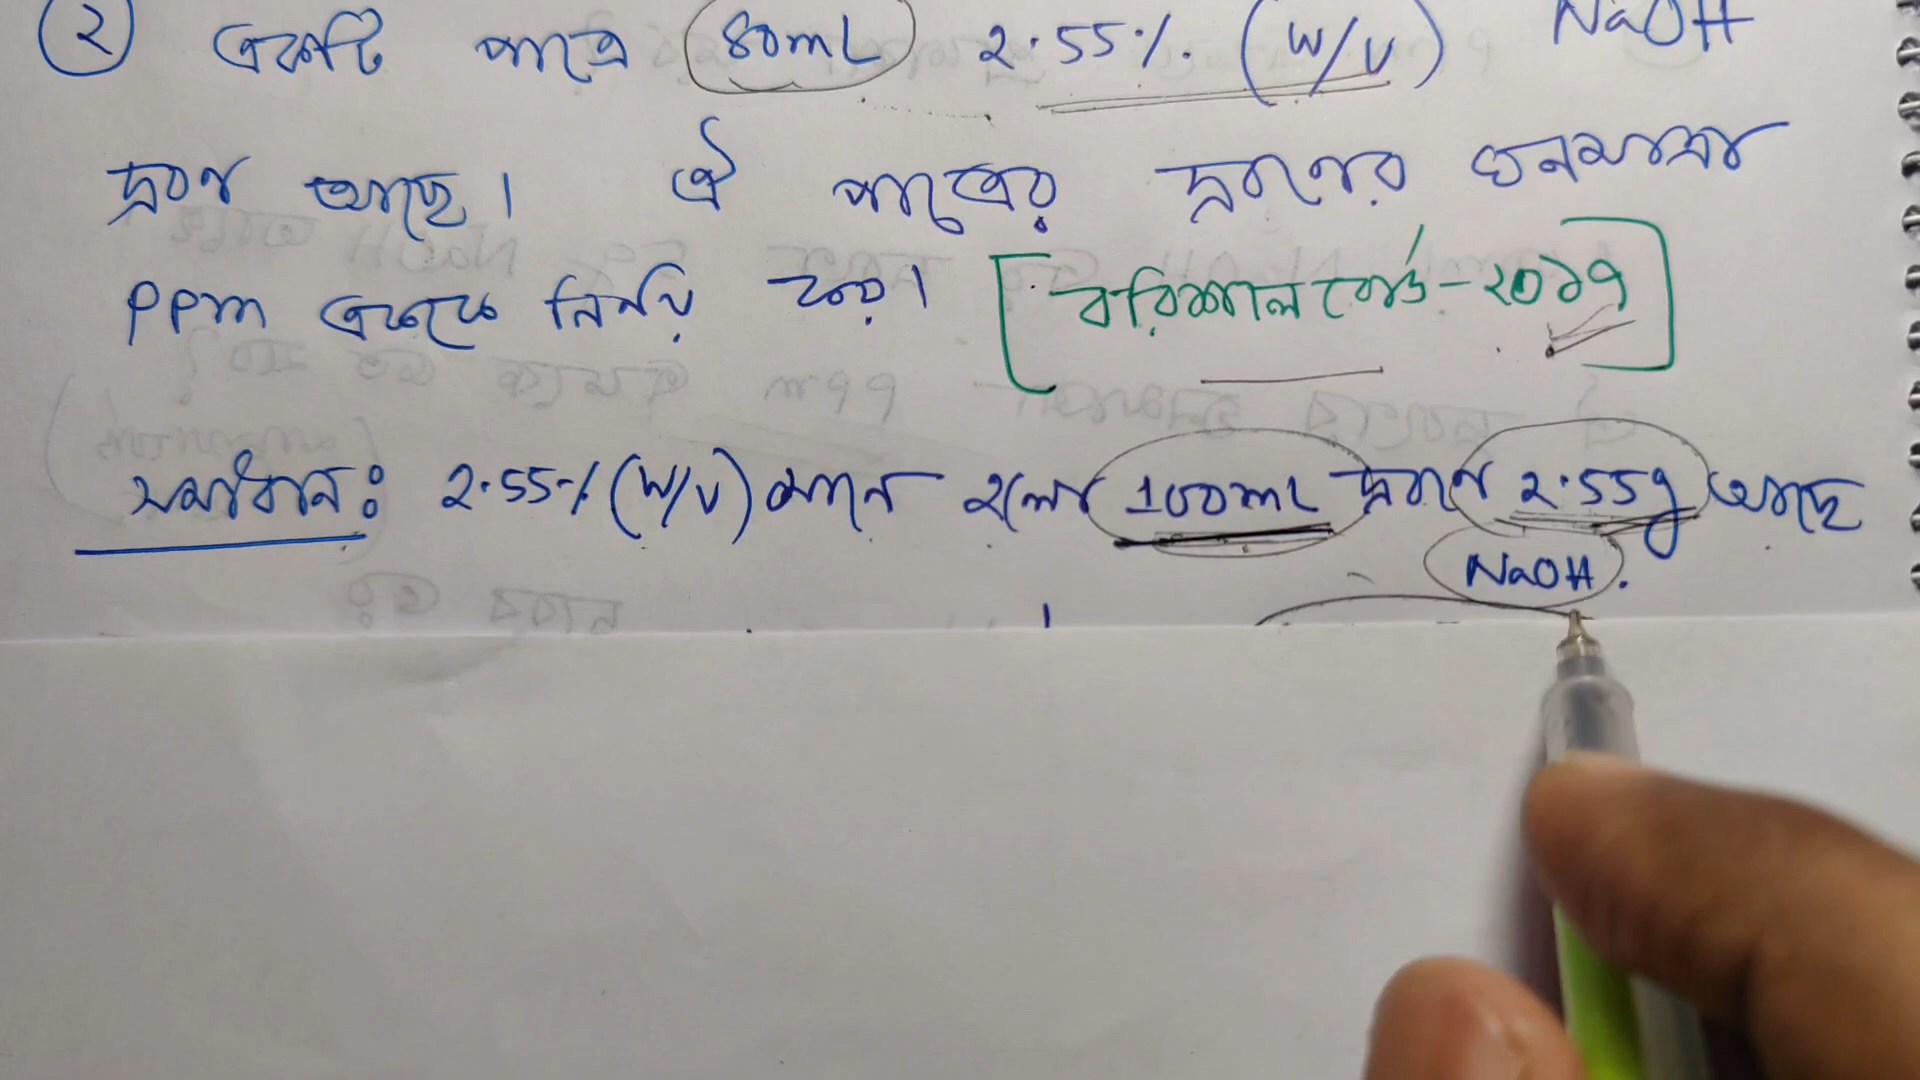 ২ একটি পাত্রে 80mL 2.55% (W/V) NaOH
দ্রবণ আছে। ঐ পাত্রের দ্রবণের ঘনমাত্রা
PPm এককে নির্ণয় কর। [বরিশাল বোর্ড-২০১৭]
সমাধানঃ 2.55% (W/V) মানে হলো 100mL দ্রবণে 2.55g আছে
NaOH.